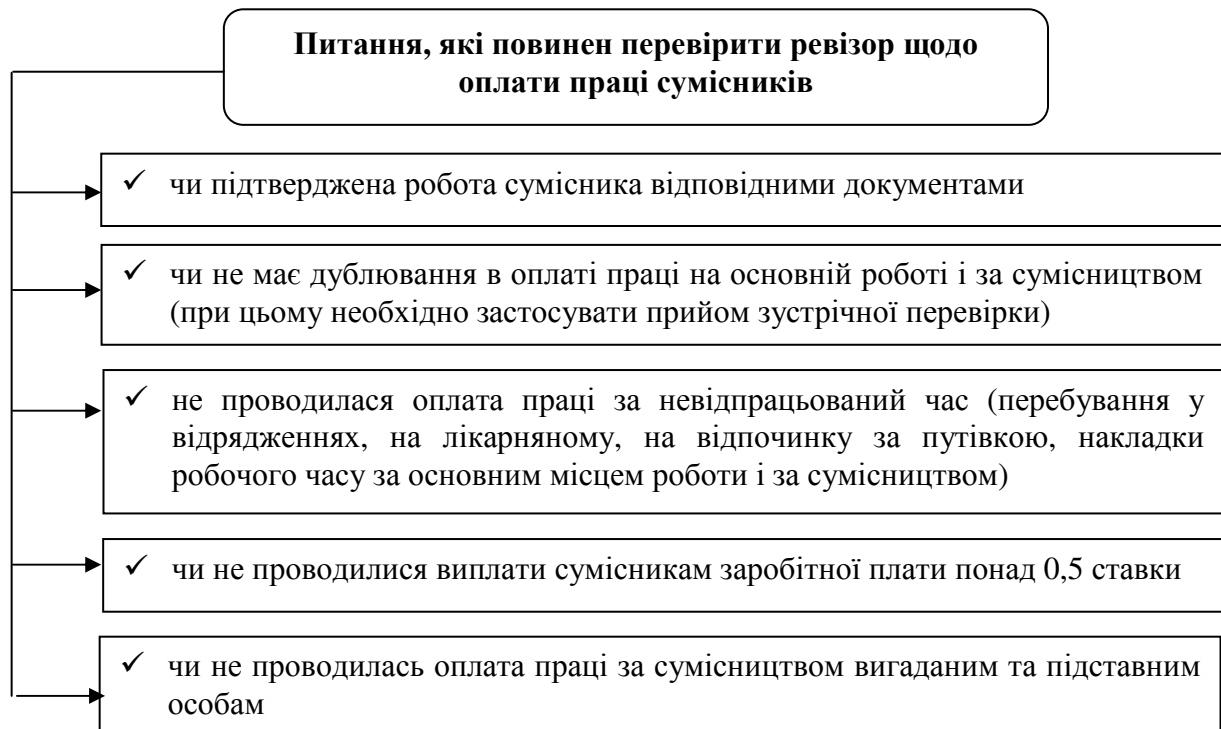 Питання, які повинен перевірити ревізор щодо
оплати праці сумісників
✓ чи підтверджена робота сумісника відповідними документами
✓ чи не має дублювання в оплаті праці на основній роботі і за сумісництвом
(при цьому необхідно застосувати прийом зустрічної перевірки)
✓ не проводилася оплата праці за невідпрацьований час (перебування у
відрядженнях, на лікарняному, на відпочинку за путівкою, накладки
робочого часу за основним місцем роботи і за сумісництвом)
✓ чи не проводилися виплати сумісникам заробітної плати понад 0,5 ставки
✓ чи не проводилась оплата праці за сумісництвом вигаданим та підставним
особам